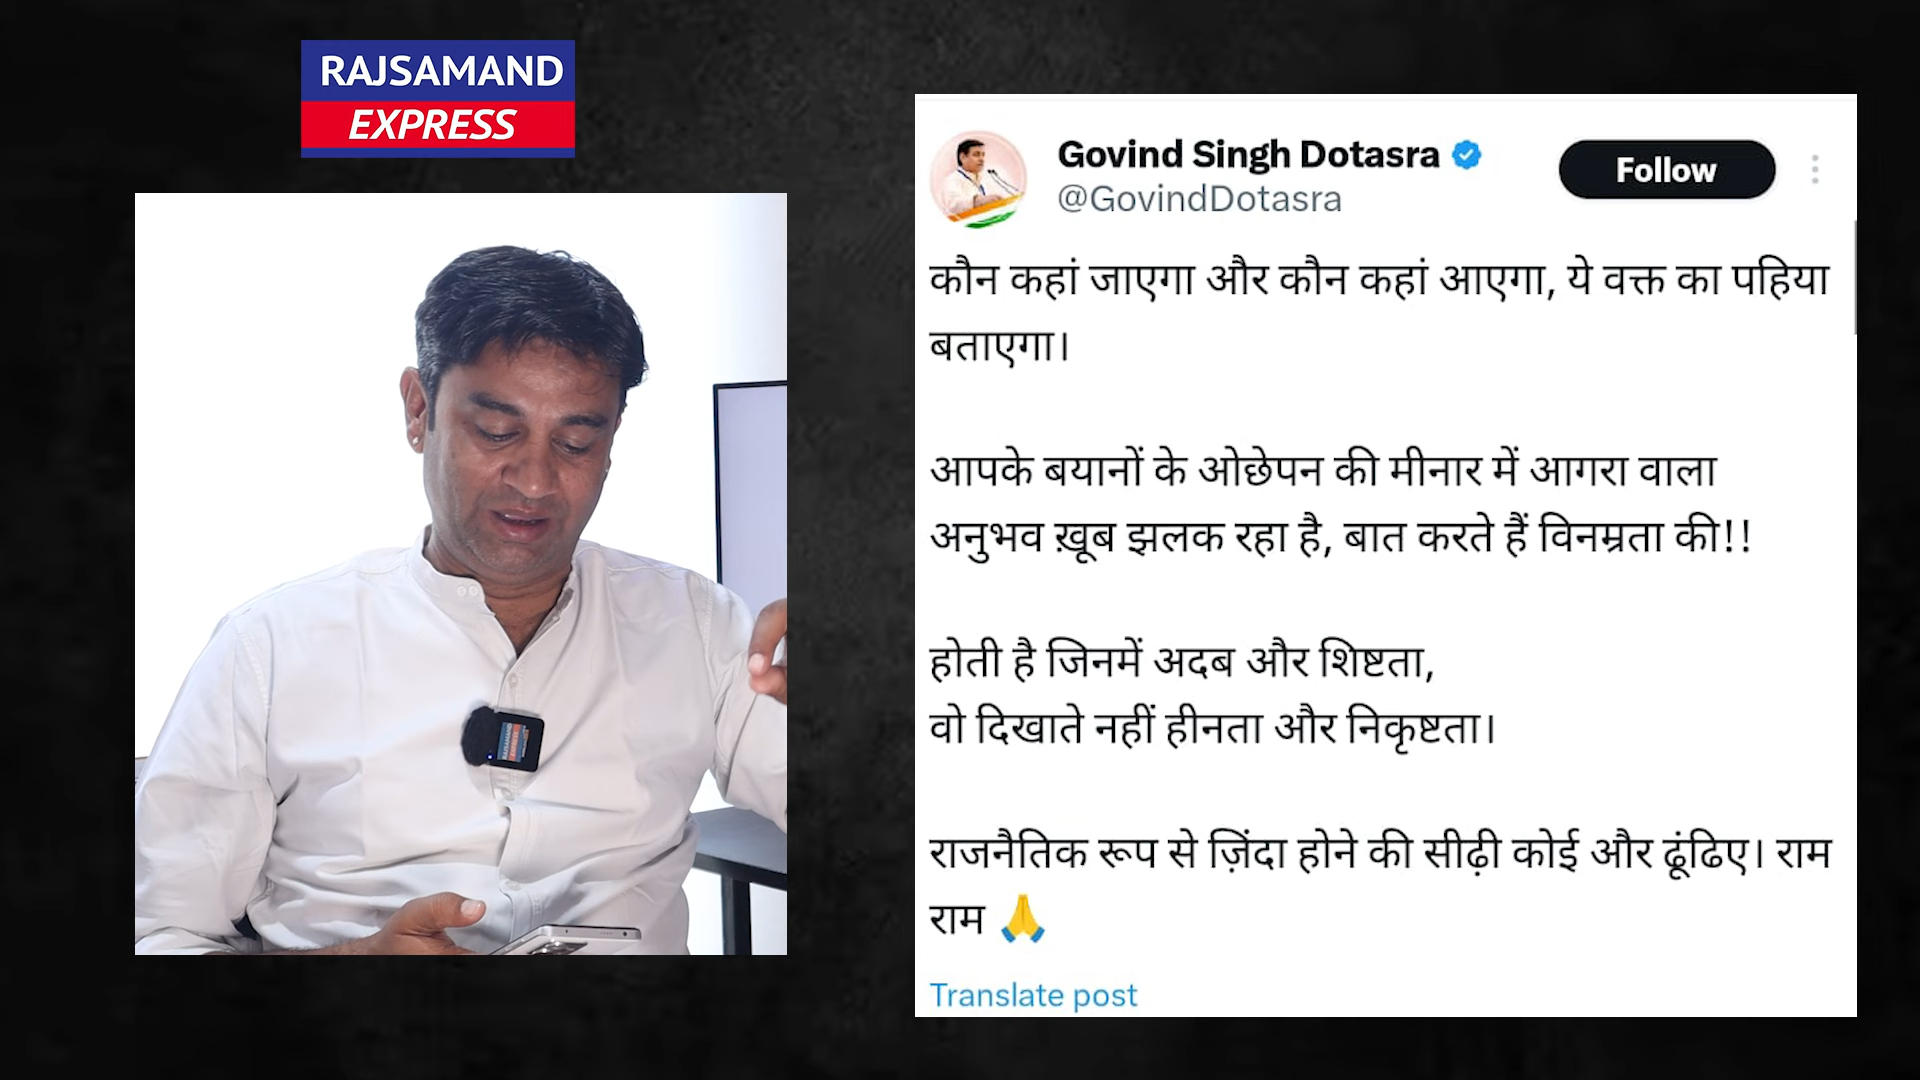 RAJSAMAND
EXPRESS
Govind Singh Dotasra
@GovindDotasra
Follow
कौन कहां जाएगा और कौन कहां आएगा, ये वक्त का पहिया
बताएगा।
आपके बयानों के ओछेपन की मीनार में आगरा वाला
अनुभव ख़ूब झलक रहा है, बात करते हैं विनम्रता की!!
होती है जिनमें अदब और शिष्टता,
वो दिखाते नहीं हीनता और निकृष्टता।
राजनैतिक रूप से ज़िंदा होने की सीढ़ी कोई और ढूंढिए। राम
राम 🙏
Translate post
RAJSAMAND
EXPRESS